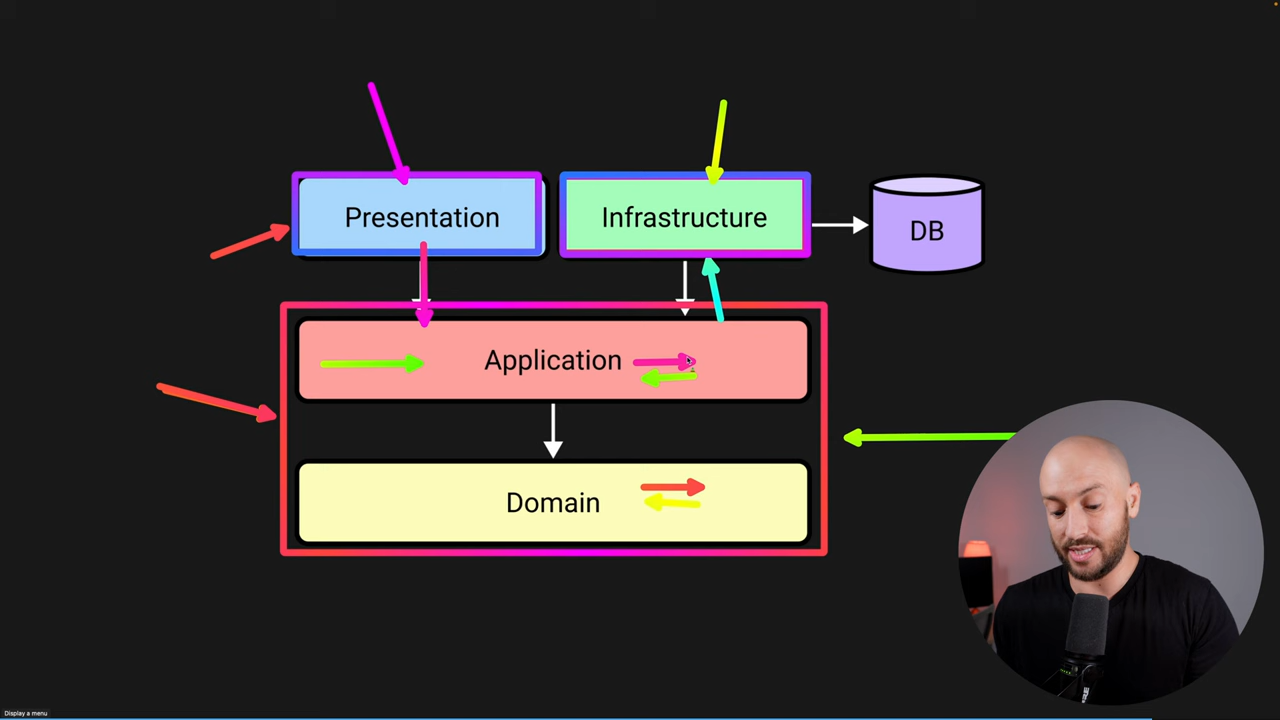 Presentation
Infrastructure
DB
Application
Domain
Display a menu